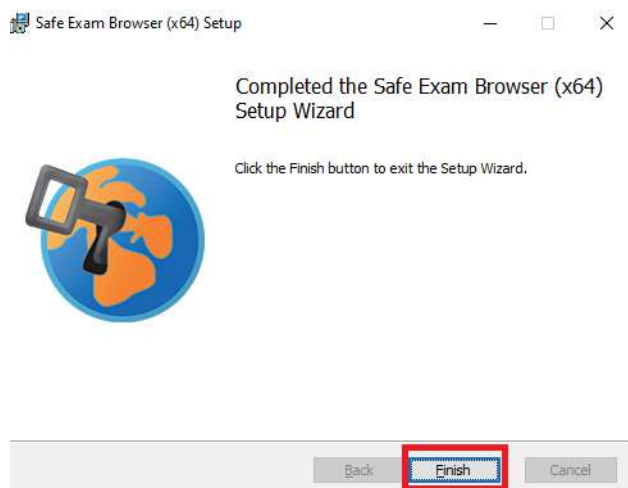 Safe Exam Browser (x64) Setup
Completed the Safe Exam Browser (x64)
Setup Wizard
Click the Finish button to exit the Setup Wizard.
Back Finish Cancel